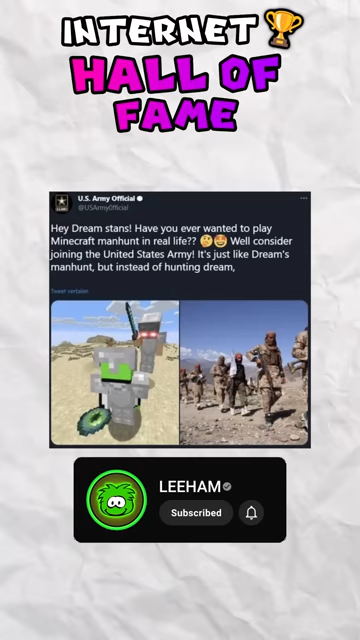 INTERNET
HALL OF
FAME
U.S. Army Official
@USArmy0fficial
Hey Dream stans! Have you ever wanted to play
Minecraft manhunt in real life?? 🤔🤩 Well consider
joining the United States Army! It's just like Dream's
manhunt, but instead of hunting dream,
Tweet vertalen
LEEHAM
Subscribed